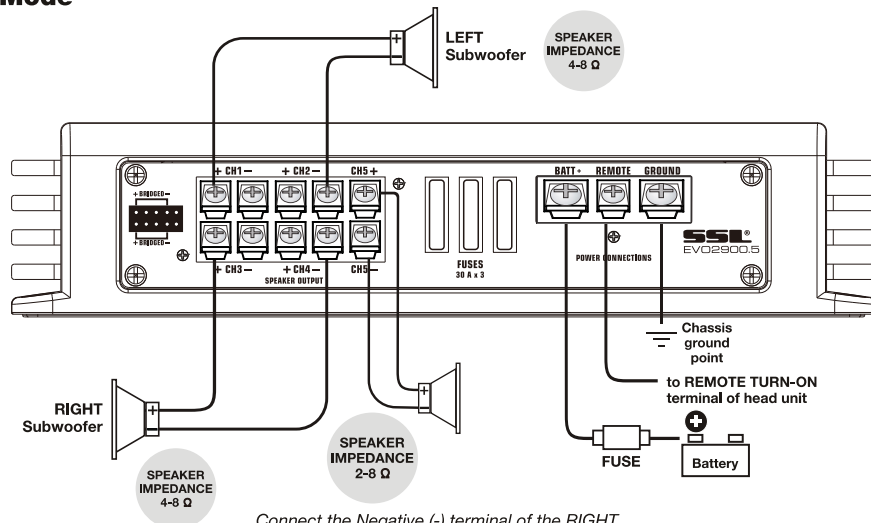 Mode
LEFT
Subwoofer
SPEAKER
IMPEDANCE
4-8 Ω
+ CH1 – + CH2 – CH5 +
+ BRIDGED –
+ BRIDGED –
+ CH3 – + CH4 – CH5 –
SPEAKER OUTPUT
FUSES
30 A x 3
BATT + REMOTE GROUND
POWER CONNECTIONS
SSL®
EVO2900.5
Chassis
ground
point
to REMOTE TURN-ON
terminal of head unit
+
FUSE
Battery
RIGHT
Subwoofer
+
–
SPEAKER
IMPEDANCE
4-8 Ω
SPEAKER
IMPEDANCE
2-8 Ω
Connect the Negative (-) terminal of the RIGHT